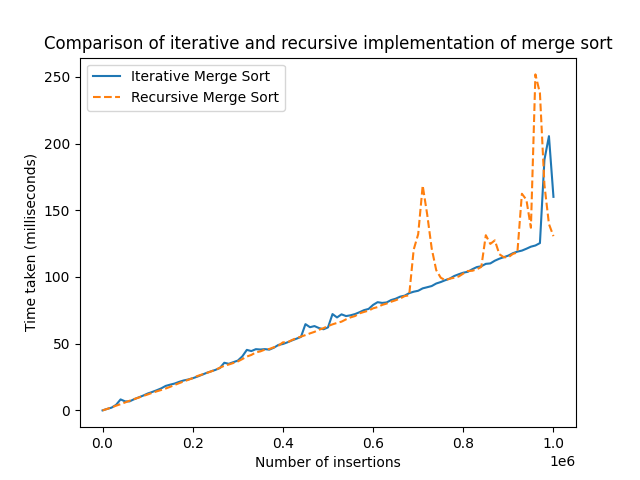 Comparison of iterative and recursive implementation of merge sort
Iterative Merge Sort
Recursive Merge Sort
Time taken (milliseconds)
250
200
150
100
50
0
0.0 0.2 0.4 0.6 0.8 1.0
1e6
Number of insertions